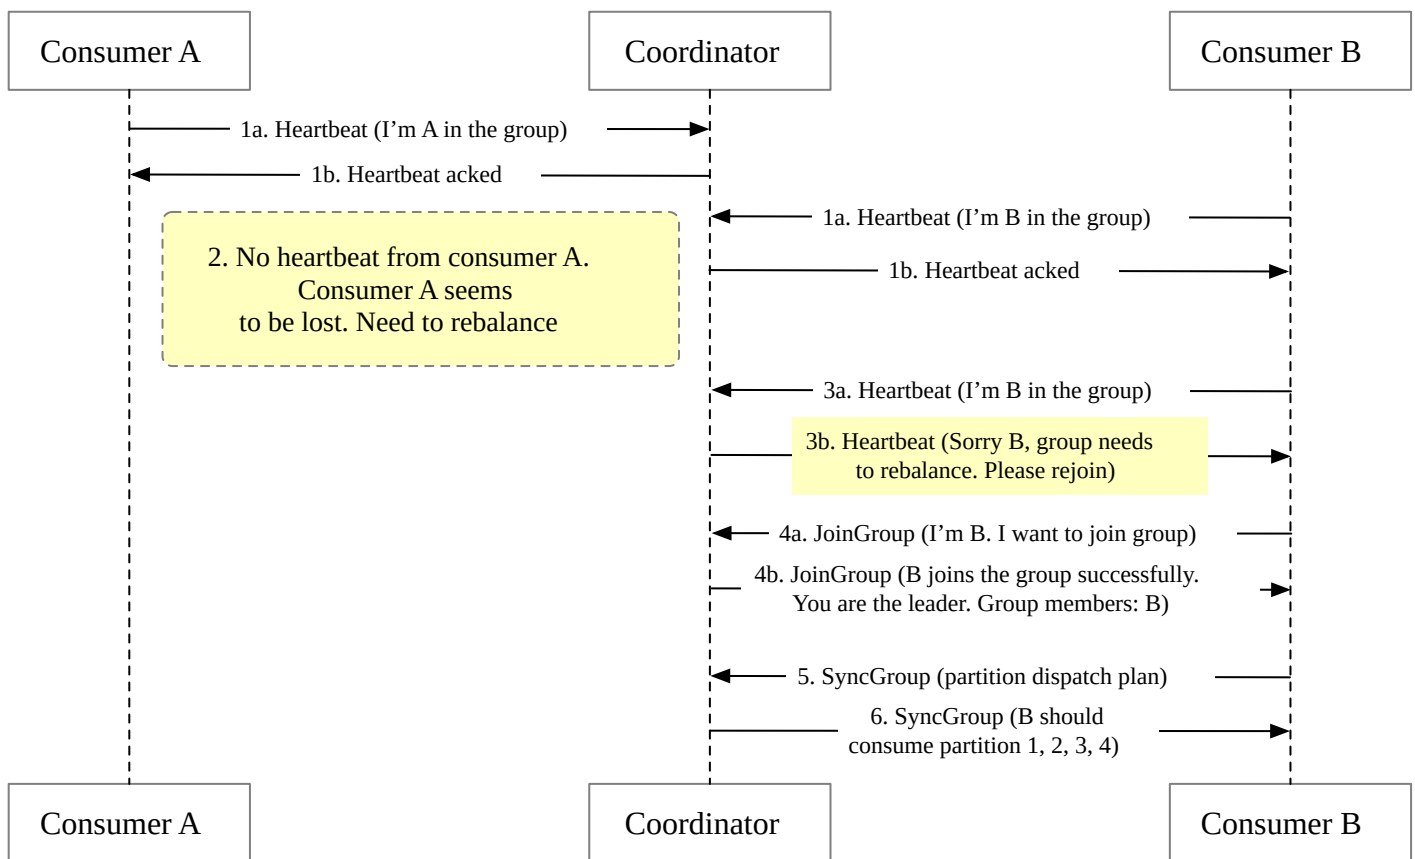 Consumer A
Coordinator
Consumer B
1a. Heartbeat (I’m A in the group)
1b. Heartbeat acked
1a. Heartbeat (I’m B in the group)
1b. Heartbeat acked
2. No heartbeat from consumer A.
Consumer A seems
to be lost. Need to rebalance
3a. Heartbeat (I’m B in the group)
3b. Heartbeat (Sorry B, group needs
to rebalance. Please rejoin)
4a. JoinGroup (I’m B. I want to join group)
4b. JoinGroup (B joins the group successfully.
You are the leader. Group members: B)
5. SyncGroup (partition dispatch plan)
6. SyncGroup (B should
consume partition 1, 2, 3, 4)
Consumer A
Coordinator
Consumer B